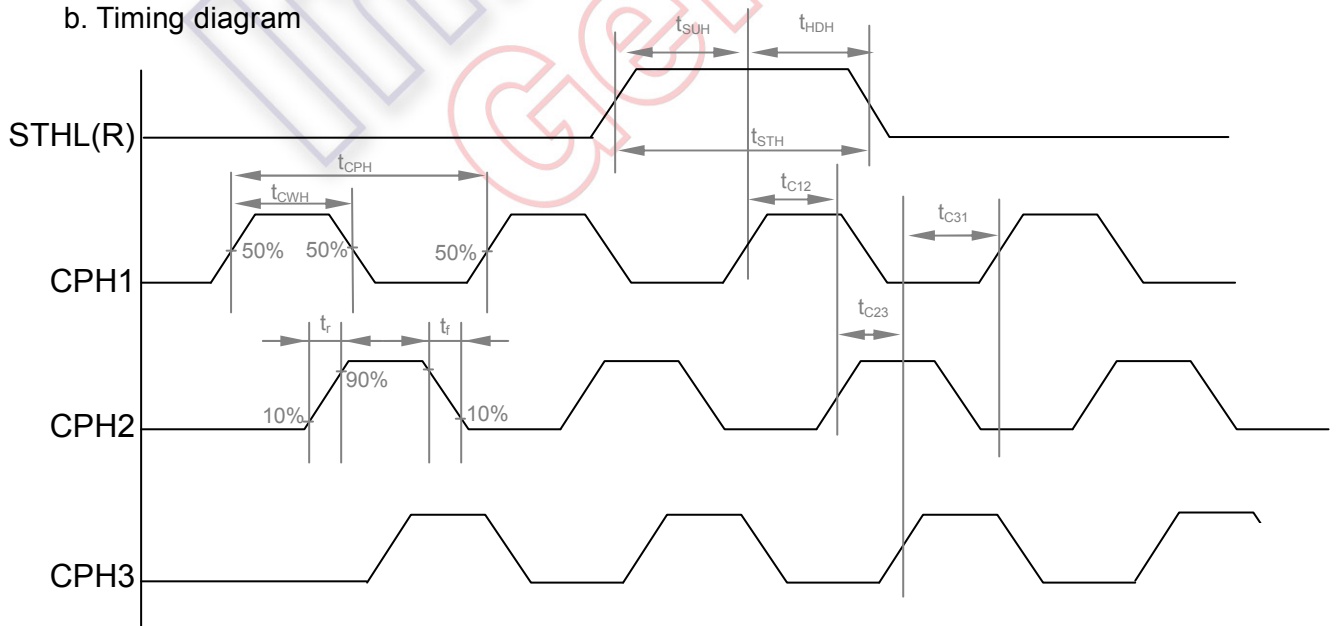 b. Timing diagram
tSUH
tHDH
STHL(R)
tSTH
tCPH
tCWH
tC12
tC31
50%
50%
50%
CPH1
tC23
tr
tf
90%
10%
10%
CPH2
CPH3